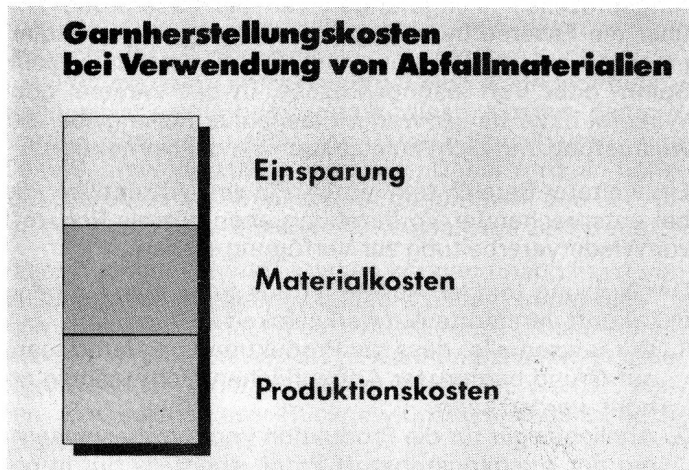 Garnherstellungskosten
bei Verwendung von Abfallmaterialien
Einsparung
Materialkosten
Produktionskosten